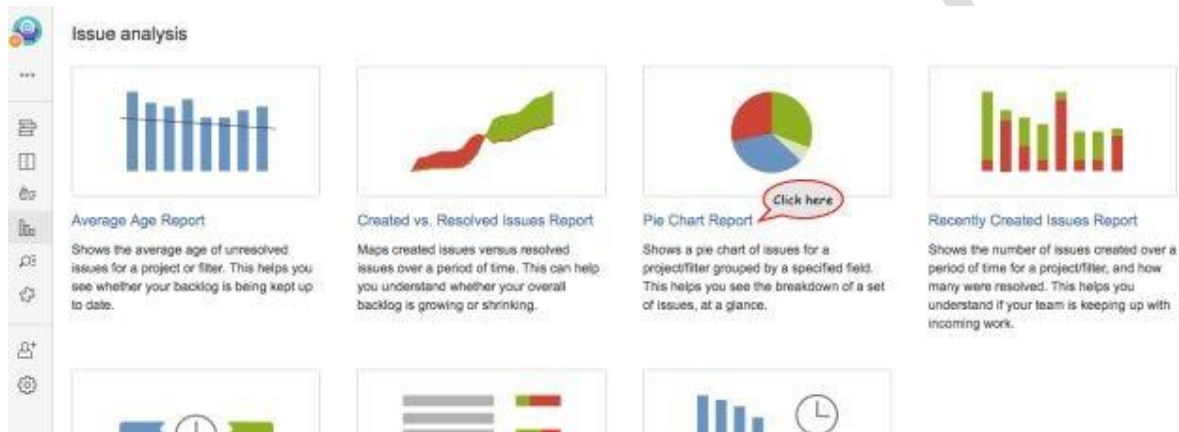 Issue analysis
Click here
Average Age Report
Shows the average age of unresolved
issues for a project or filter. This helps you
see whether your backlog is being kept up
to date.
Created vs. Resolved Issues Report
Maps created issues versus resolved
issues over a period of time. This can help
you understand whether your overall
backlog is growing or shrinking.
Pie Chart Report
Shows a pie chart of issues for a
project/filter grouped by a specified field.
This helps you see the breakdown of a set
of issues, at a glance.
Recently Created Issues Report
Shows the number of issues created over a
period of time for a project/filter, and how
many were resolved. This helps you
understand if your team is keeping up with
incoming work.